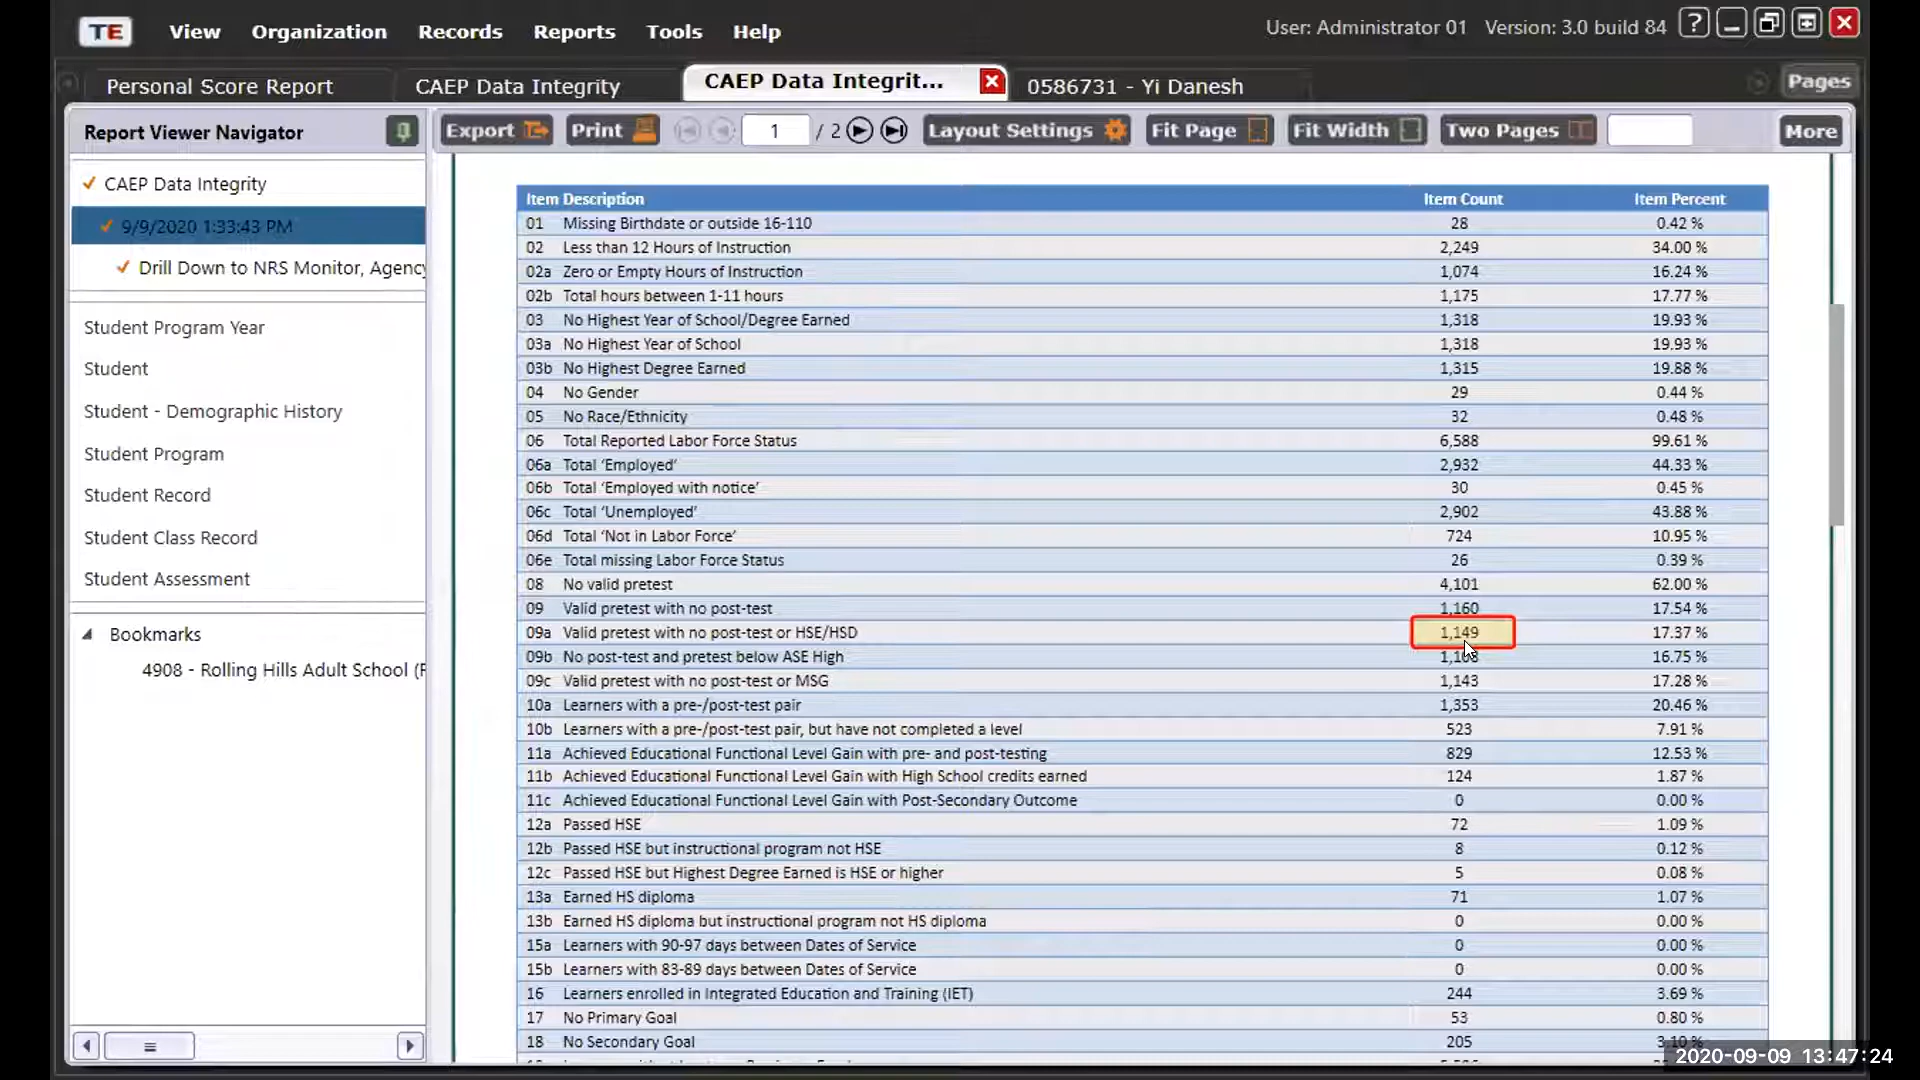 TE View Organization Records Reports Tools Help User: Administrator 01 Version: 3.0 build 84 ?
Personal Score Report CAEP Data Integrity CAEP Data Integrit... 0586731 - Yi Danesh Pages
Report Viewer Navigator Export Print 1 / 2 Layout Settings Fit Page Fit Width Two Pages More
CAEP Data Integrity
9/9/2020 1:33:43 PM
Drill Down to NRS Monitor, Agency
Student Program Year
Student
Student - Demographic History
Student Program
Student Record
Student Class Record
Student Assessment
Bookmarks
4908 - Rolling Hills Adult School (F
Item Description Item Count Item Percent
01 Missing Birthdate or outside 16-110 28 0.42 %
02 Less than 12 Hours of Instruction 2,249 34.00 %
02a Zero or Empty Hours of Instruction 1,074 16.24 %
02b Total hours between 1-11 hours 1,175 17.77 %
03 No Highest Year of School/Degree Earned 1,318 19.93 %
03a No Highest Year of School 1,318 19.93 %
03b No Highest Degree Earned 1,315 19.88 %
04 No Gender 29 0.44 %
05 No Race/Ethnicity 32 0.48 %
06 Total Reported Labor Force Status 6,588 99.61 %
06a Total ‘Employed’ 2,932 44.33 %
06b Total ‘Employed with notice’ 30 0.45 %
06c Total ‘Unemployed’ 2,902 43.88 %
06d Total ‘Not in Labor Force’ 724 10.95 %
06e Total missing Labor Force Status 26 0.39 %
08 No valid pretest 4,101 62.00 %
09 Valid pretest with no post-test 1,160 17.54 %
09a Valid pretest with no post-test or HSE/HSD 1,149 17.37 %
09b No post-test and pretest below ASE High 16.75 %
09c Valid pretest with no post-test or MSG 1,143 17.28 %
10a Learners with a pre-/post-test pair 1,353 20.46 %
10b Learners with a pre-/post-test pair, but have not completed a level 523 7.91 %
11a Achieved Educational Functional Level Gain with pre- and post-testing 829 12.53 %
11b Achieved Educational Functional Level Gain with High School credits earned 124 1.87 %
11c Achieved Educational Functional Level Gain with Post-Secondary Outcome 0 0.00 %
12a Passed HSE 72 1.09 %
12b Passed HSE but instructional program not HSE 8 0.12 %
12c Passed HSE but Highest Degree Earned is HSE or higher 5 0.08 %
13a Earned HS diploma 71 1.07 %
13b Earned HS diploma but instructional program not HS diploma 0 0.00 %
15a Learners with 90-97 days between Dates of Service 0 0.00 %
15b Learners with 83-89 days between Dates of Service 0 0.00 %
16 Learners enrolled in Integrated Education and Training (IET) 244 3.69 %
17 No Primary Goal 53 0.80 %
18 No Secondary Goal 205 3.10 %
2020-09-09 13:47:24